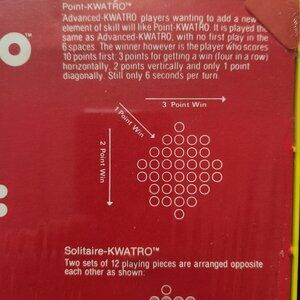 Point-KWATRO™
Advanced-KWATRO players wanting to add a new
element of skill will like Point-KWATRO. It is played the
same as Advanced-KWATRO, with no first play in the
6 spaces. The winner however is the player who scores
10 points first: 3 points for getting a win (four in a row)
horizontally, 2 points vertically and only 1 point
diagonally. Still only 6 seconds per turn.
3 Point Win
1 Point Win
2 Point Win
Solitaire-KWATRO™
Two sets of 12 playing pieces are arranged opposite
each other as shown: